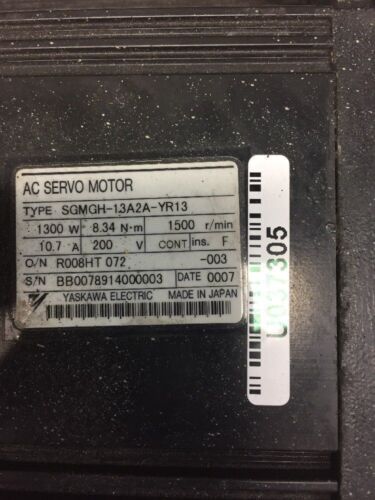 AC SERVO MOTOR
TYPE SGMGH-13A2A-YR13
1300 W 8.34 N·m 1500 r/min
10.7 A 200 V CONT ins. F
O/N R008HT 072 -003
S/N BB0078914000003 DATE 0007
YASKAWA ELECTRIC MADE IN JAPAN
U037305